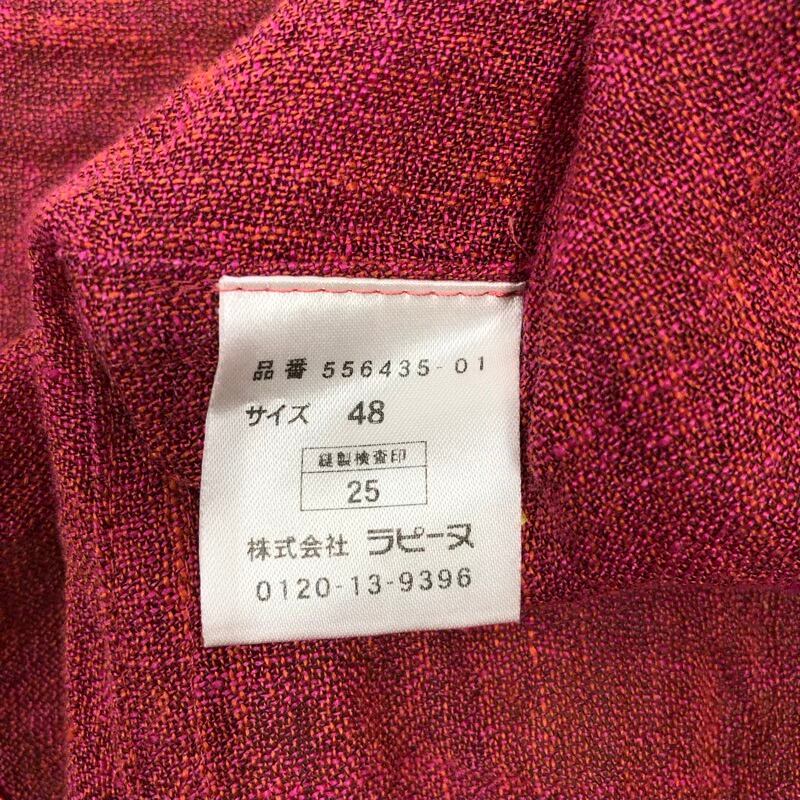 品番 556435-01
サイズ 48
縫製検査印
25
株式会社 ラピーヌ
0120-13-9396